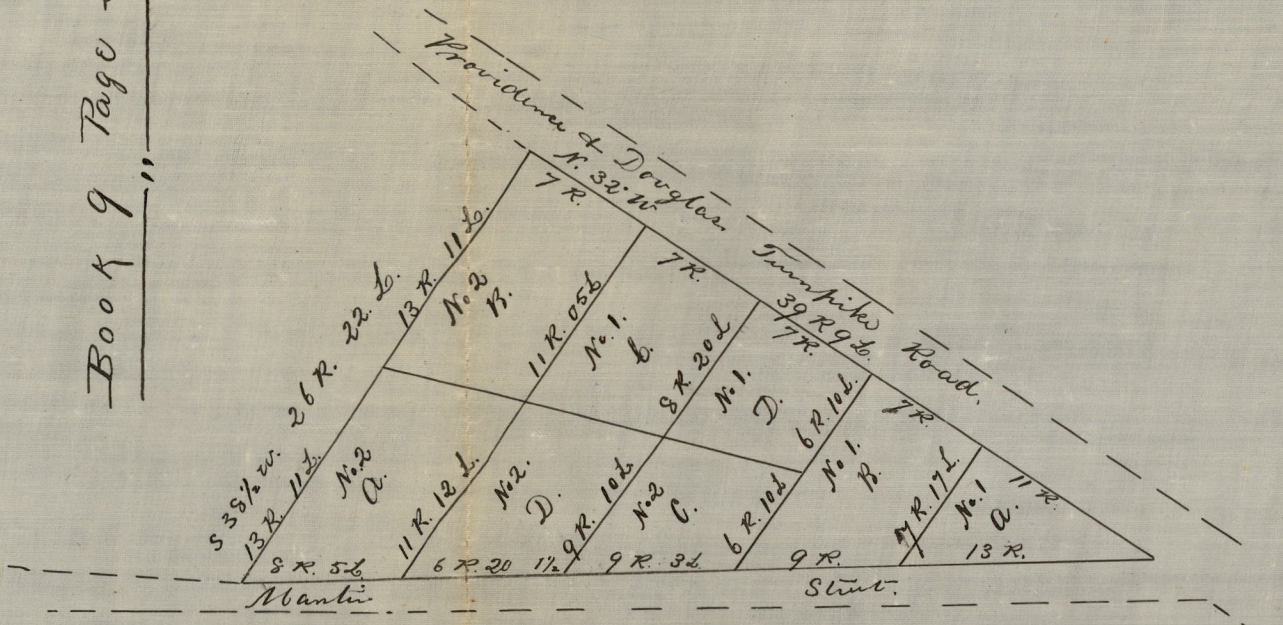 Book 9 " Page
Providence & Douglas Turnpike Road.
N. 32° W
39 R 9 L.
7 R.
7 R.
7 R.
7 R.
11 R
S 38½ W. 26 R. 22. L.
13 R. 11 L.
No. 2
B.
11 R. 05 L
No. 1.
C.
8 R. 20 L
No. 1.
D.
6 R. 10 L.
No. 1.
B.
7 R. 17 L.
No. 1
A.
13 R. 11 L.
No. 2
A.
11 R. 12 L.
No. 2.
D.
9 R. 10 L
No. 2
C.
6 R. 10 L
8 R. 5 L
6 R. 20 1½
9 R. 3 L
9 R.
13 R.
Martin Street.